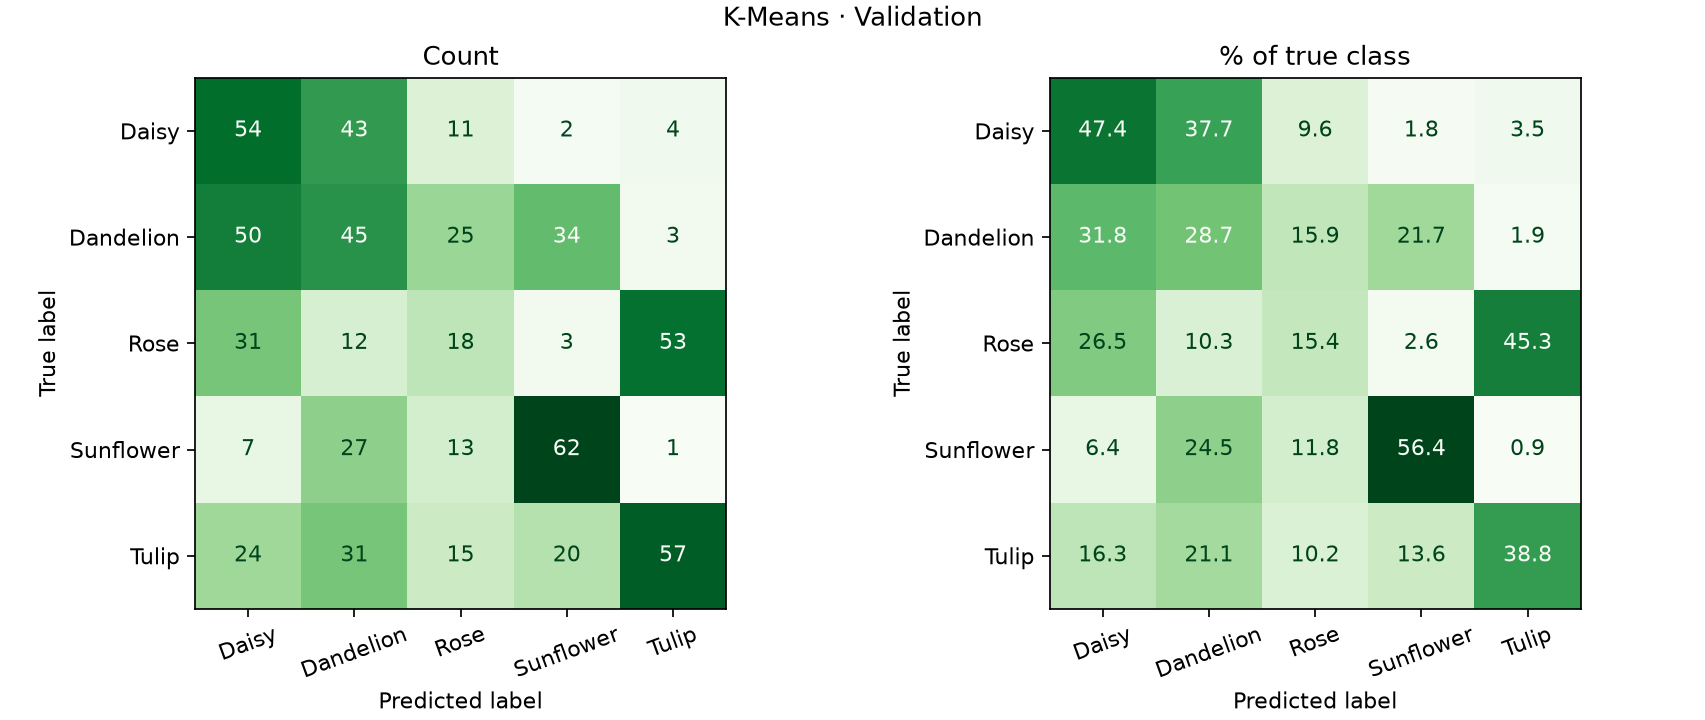 K-Means · Validation
Count
Daisy 54 43 11 2 4
Dandelion 50 45 25 34 3
Rose 31 12 18 3 53
Sunflower 7 27 13 62 1
Tulip 24 31 15 20 57
True label
Daisy Dandelion Rose Sunflower Tulip
Predicted label
% of true class
Daisy 47.4 37.7 9.6 1.8 3.5
Dandelion 31.8 28.7 15.9 21.7 1.9
Rose 26.5 10.3 15.4 2.6 45.3
Sunflower 6.4 24.5 11.8 56.4 0.9
Tulip 16.3 21.1 10.2 13.6 38.8
True label
Daisy Dandelion Rose Sunflower Tulip
Predicted label